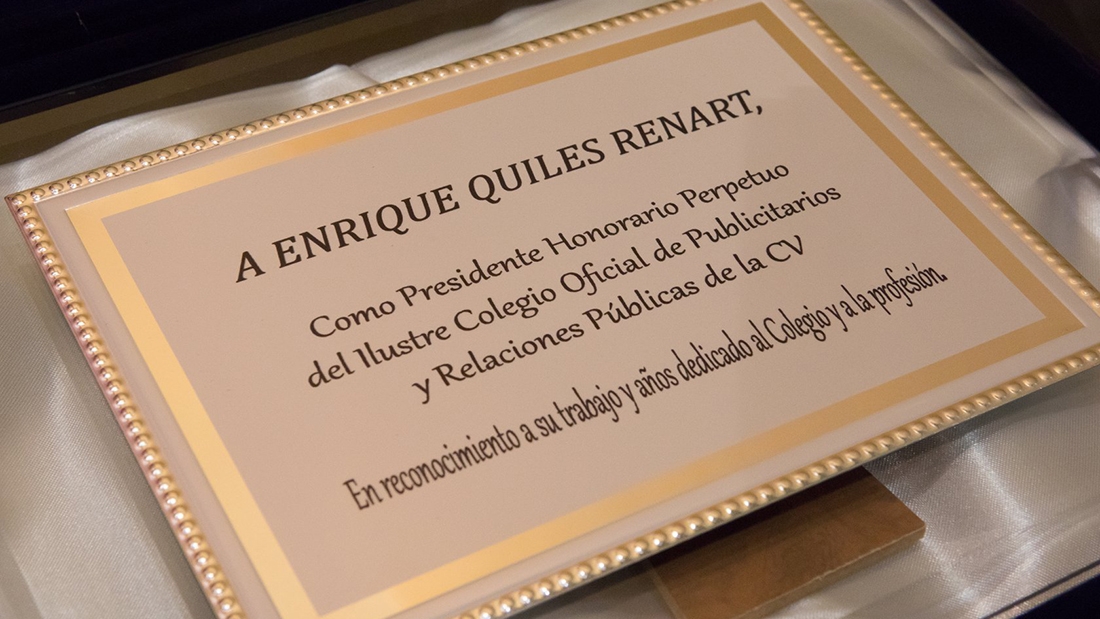 A ENRIQUE QUILES RENART,
Como Presidente Honorario Perpetuo
del Ilustre Colegio Oficial de Publicitarios
y Relaciones Públicas de la CV
En reconocimiento a su trabajo y años dedicado al Colegio y a la profesión.